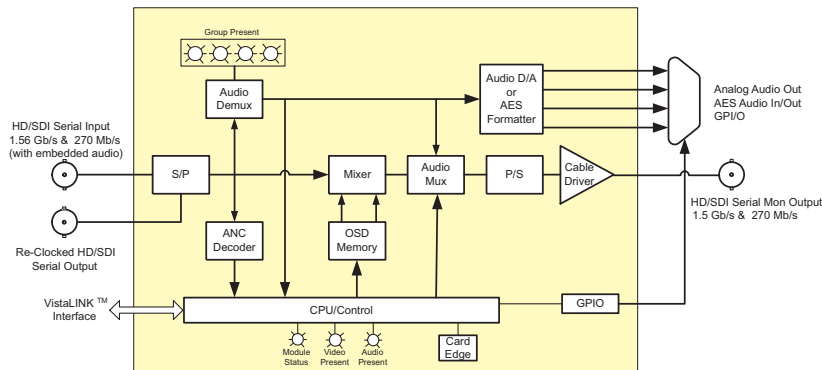 Group Present
Audio
Demux
Audio D/A
or
AES
Formatter
Analog Audio Out
AES Audio In/Out
GPI/O
HD/SDI Serial Input
1.56 Gb/s & 270 Mb/s
(with embedded audio)
S/P
Mixer
Audio
Mux
P/S
Cable
Driver
HD/SDI Serial Mon Output
1.5 Gb/s & 270 Mb/s
Re-Clocked HD/SDI
Serial Output
ANC
Decoder
OSD
Memory
VistaLINK TM
Interface
CPU/Control
GPIO
Module
Status
Video
Present
Audio
Present
Card
Edge